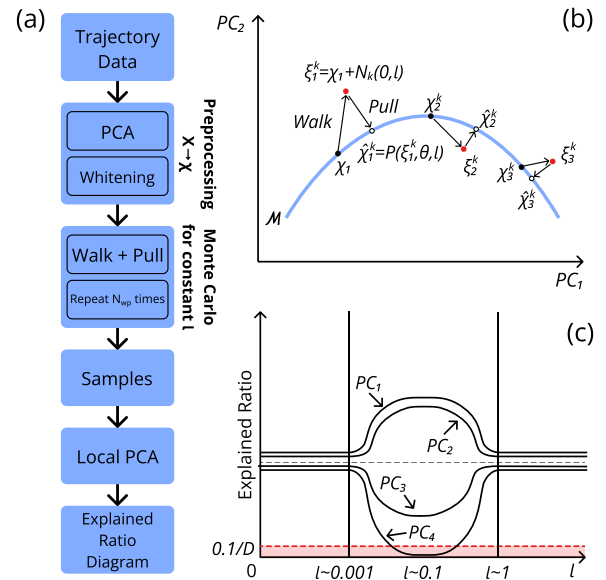 (a)
Trajectory
Data
PCA
Whitening
Preprocessing
X→χ
Walk + Pull
Repeat N_wp times
Monte Carlo
for constant l
Samples
Local PCA
Explained
Ratio
Diagram
(b)
PC₂
ξ₁ᵏ=χ₁+Nₖ(0,l)
Walk
Pull
χ₁
χ̂₁ᵏ=P(ξ₁ᵏ,θ,l)
χ₂ᵏ
χ̂₂ᵏ
ξ₂ᵏ
χ₃ᵏ
ξ₃ᵏ
χ̂₃ᵏ
ℳ
PC₁
(c)
Explained Ratio
PC₁
PC₂
PC₃
PC₄
0.1/D
0
l~0.001
l~0.1
l~1
l